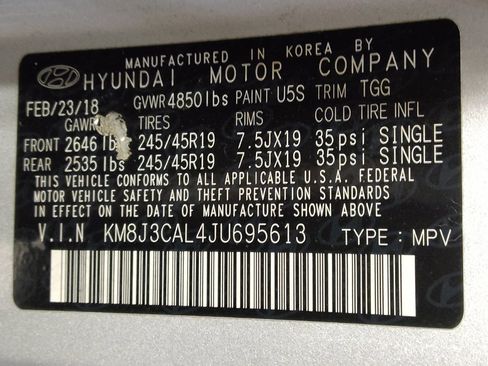 MANUFACTURED IN KOREA BY
HYUNDAI MOTOR COMPANY
FEB/23/18 GVWR 4850lbs PAINT U5S TRIM TGG
GAWR TIRES RIMS COLD TIRE INFL
FRONT 2646 lbs 245/45R19 7.5JX19 35psi SINGLE
REAR 2535 lbs 245/45R19 7.5JX19 35psi SINGLE
THIS VEHICLE CONFORMS TO ALL APPLICABLE U.S.A. FEDERAL
MOTOR VEHICLE SAFETY AND THEFT PREVENTION STANDARDS
IN EFFECT ON THE DATE OF MANUFACTURE SHOWN ABOVE.
V.I.N KM8J3CAL4JU695613 TYPE : MPV